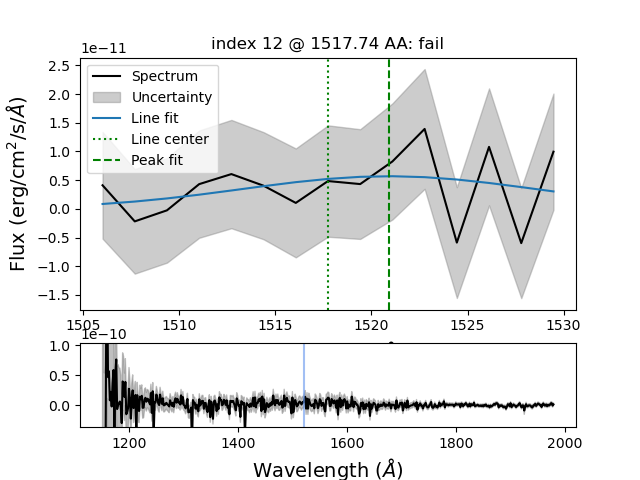 index 12 @ 1517.74 AA: fail
1e−11
Spectrum
Uncertainty
Line fit
Line center
Peak fit
2.5
2.0
1.5
1.0
0.5
0.0
−0.5
−1.0
−1.5
Flux (erg/cm²/s/Å)
1505
1510
1515
1520
1525
1530
1e−10
1.0
0.5
0.0
1200
1400
1600
1800
2000
Wavelength (Å)